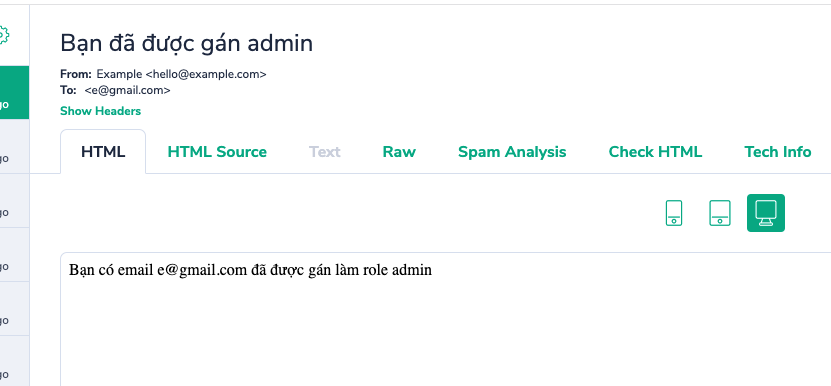 Bạn đã được gán admin
From: Example <hello@example.com>
To: <e@gmail.com>
Show Headers
go
HTML HTML Source Text Raw Spam Analysis Check HTML Tech Info
go
go
go
Bạn có email e@gmail.com đã được gán làm role admin
go
go